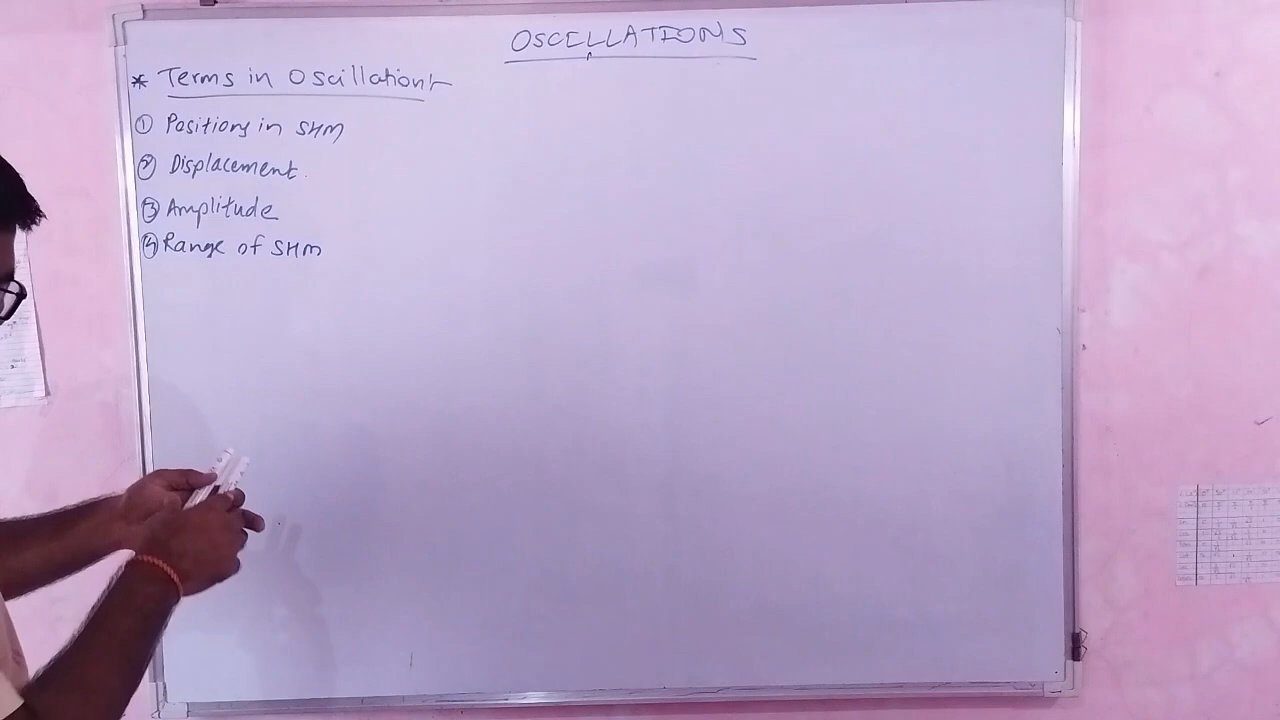 OSCILLATIONS
* Terms in Oscillation:-
① Positions in SHM
② Displacement.
③ Amplitude
④ Range of SHM